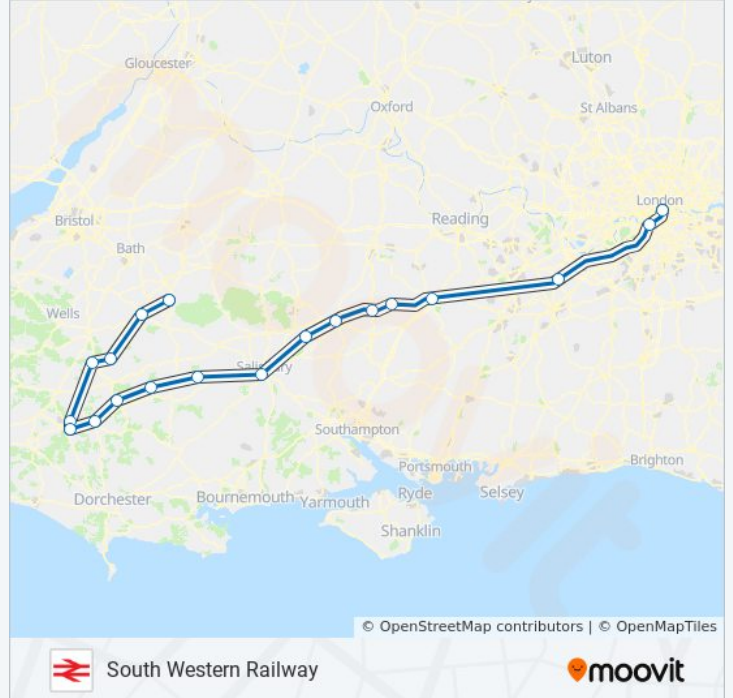 Gloucester
Luton
Oxford
St Albans
London
Bristol
Reading
Bath
Wells
Salisbury
Southampton
Portsmouth
Brighton
Dorchester
Bournemouth
Yarmouth
Ryde
Selsey
Shanklin
moovit
© OpenStreetMap contributors | © OpenMapTiles
South Western Railway
moovit